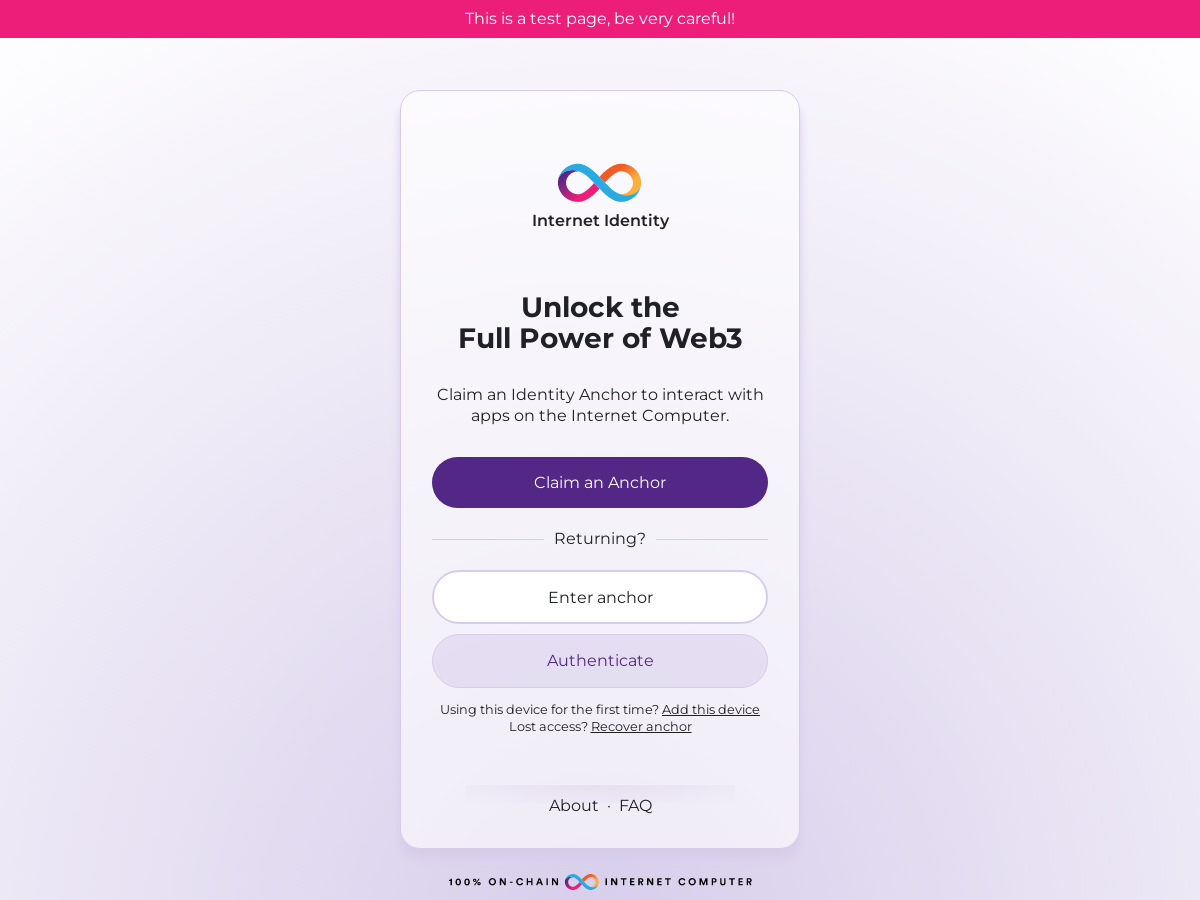 This is a test page, be very careful!
Internet Identity
Unlock the
Full Power of Web3
Claim an Identity Anchor to interact with
apps on the Internet Computer.
Claim an Anchor
Returning?
Enter anchor
Authenticate
Using this device for the first time? Add this device
Lost access? Recover anchor
About · FAQ
100% ON-CHAIN INTERNET COMPUTER